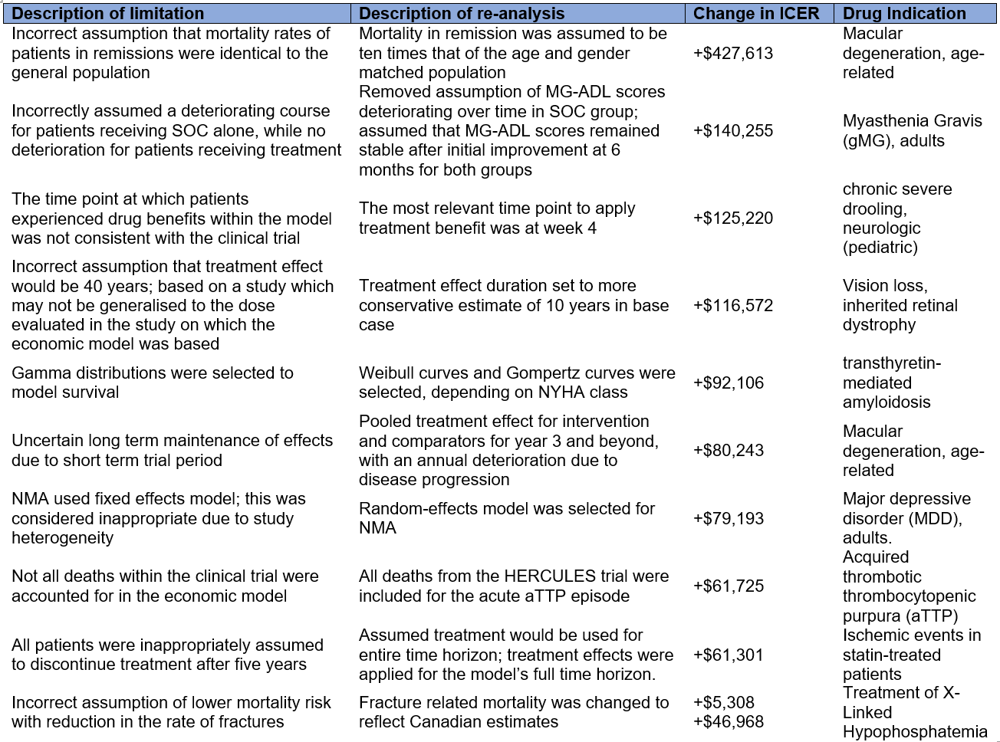 Description of limitation
Description of re-analysis
Change in ICER
Drug Indication
Incorrect assumption that mortality rates of
patients in remissions were identical to the
general population
Mortality in remission was assumed to be
ten times that of the age and gender
matched population
+$427,613
Macular
degeneration, age-
related
Incorrectly assumed a deteriorating course
for patients receiving SOC alone, while no
deterioration for patients receiving treatment
Removed assumption of MG-ADL scores
deteriorating over time in SOC group;
assumed that MG-ADL scores remained
stable after initial improvement at 6
months for both groups
+$140,255
Myasthenia Gravis
(gMG), adults
The time point at which patients
experienced drug benefits within the model
was not consistent with the clinical trial
The most relevant time point to apply
treatment benefit was at week 4
+$125,220
chronic severe
drooling,
neurologic
(pediatric)
Incorrect assumption that treatment effect
would be 40 years; based on a study which
may not be generalised to the dose
evaluated in the study on which the
economic model was based
Treatment effect duration set to more
conservative estimate of 10 years in base
case
+$116,572
Vision loss,
inherited retinal
dystrophy
Gamma distributions were selected to
model survival
Weibull curves and Gompertz curves were
selected, depending on NYHA class
+$92,106
transthyretin-
mediated
amyloidosis
Uncertain long term maintenance of effects
due to short term trial period
Pooled treatment effect for intervention
and comparators for year 3 and beyond,
with an annual deterioration due to
disease progression
+$80,243
Macular
degeneration, age-
related
NMA used fixed effects model; this was
considered inappropriate due to study
heterogeneity
Random-effects model was selected for
NMA
+$79,193
Major depressive
disorder (MDD),
adults.
Not all deaths within the clinical trial were
accounted for in the economic model
All deaths from the HERCULES trial were
included for the acute aTTP episode
+$61,725
Acquired
thrombotic
thrombocytopenic
purpura (aTTP)
All patients were inappropriately assumed
to discontinue treatment after five years
Assumed treatment would be used for
entire time horizon; treatment effects were
applied for the model's full time horizon.
+$61,301
Ischemic events in
statin-treated
patients
Incorrect assumption of lower mortality risk
with reduction in the rate of fractures
Fracture related mortality was changed to
reflect Canadian estimates
+$5,308
+$46,968
Treatment of X-
Linked
Hypophosphatemia